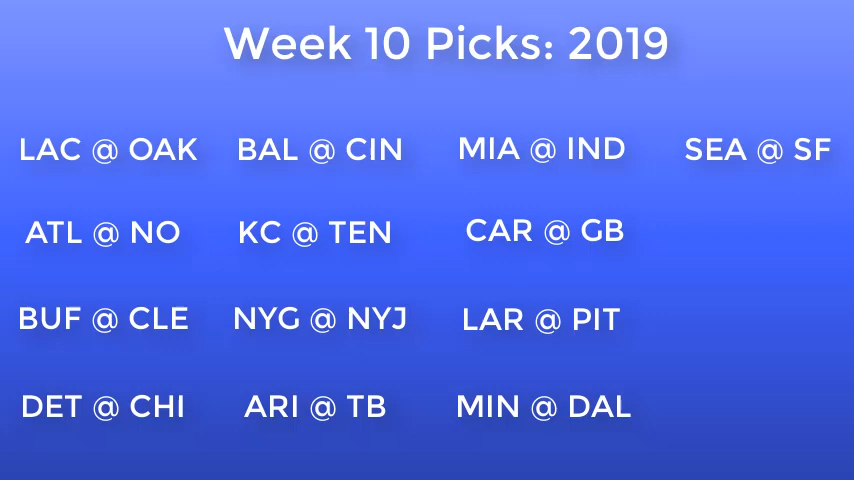 Week 10 Picks: 2019
LAC @ OAK
ATL @ NO
BUF @ CLE
DET @ CHI
BAL @ CIN
KC @ TEN
NYG @ NYJ
ARI @ TB
MIA @ IND
CAR @ GB
LAR @ PIT
MIN @ DAL
SEA @ SF